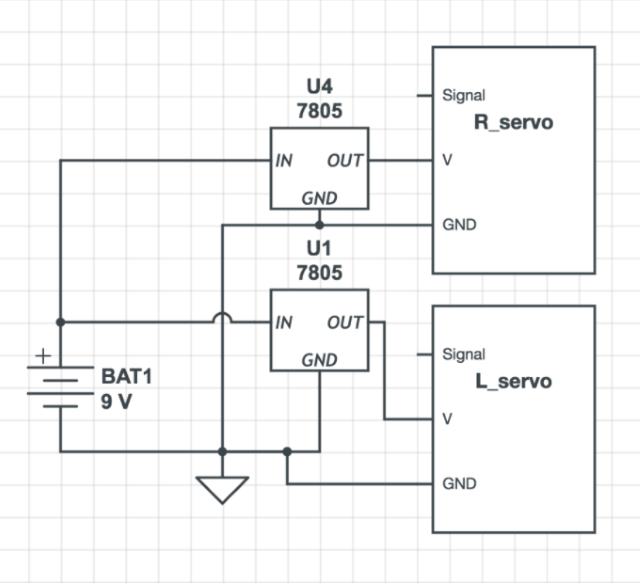 U4
7805
Signal
R_servo
IN OUT
V
GND
GND
U1
7805
IN OUT
Signal
GND
+
BAT1
L_servo
9 V
V
GND